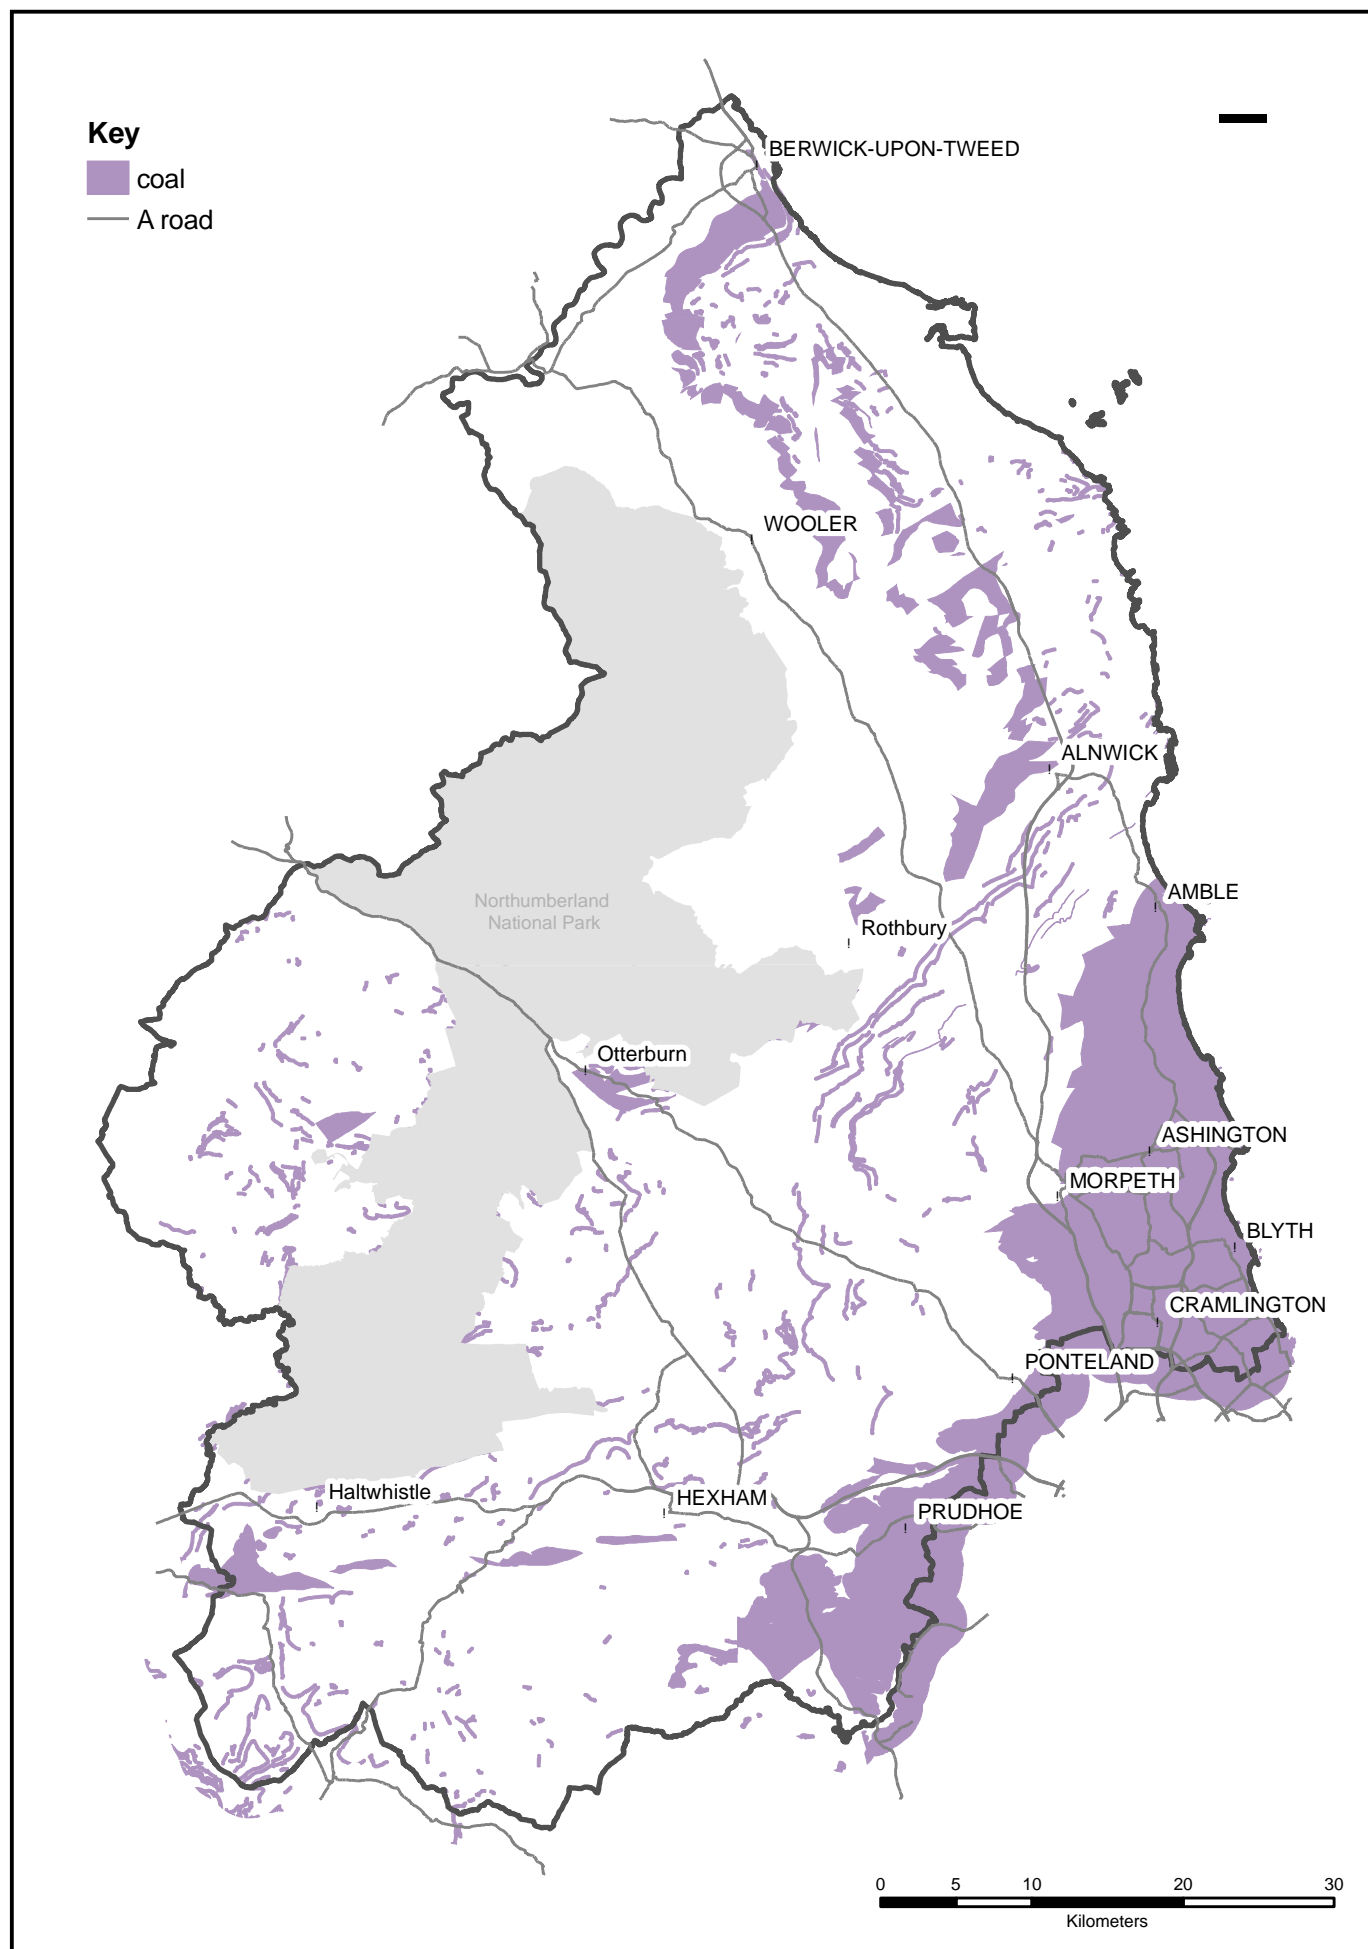 Key
coal
A road
BERWICK-UPON-TWEED
WOOLER
ALNWICK
AMBLE
Northumberland
National Park
Rothbury
Otterburn
ASHINGTON
MORPETH
BLYTH
CRAMLINGTON
PONTELAND
Haltwhistle
HEXHAM
PRUDHOE
0 5 10 20 30
Kilometers